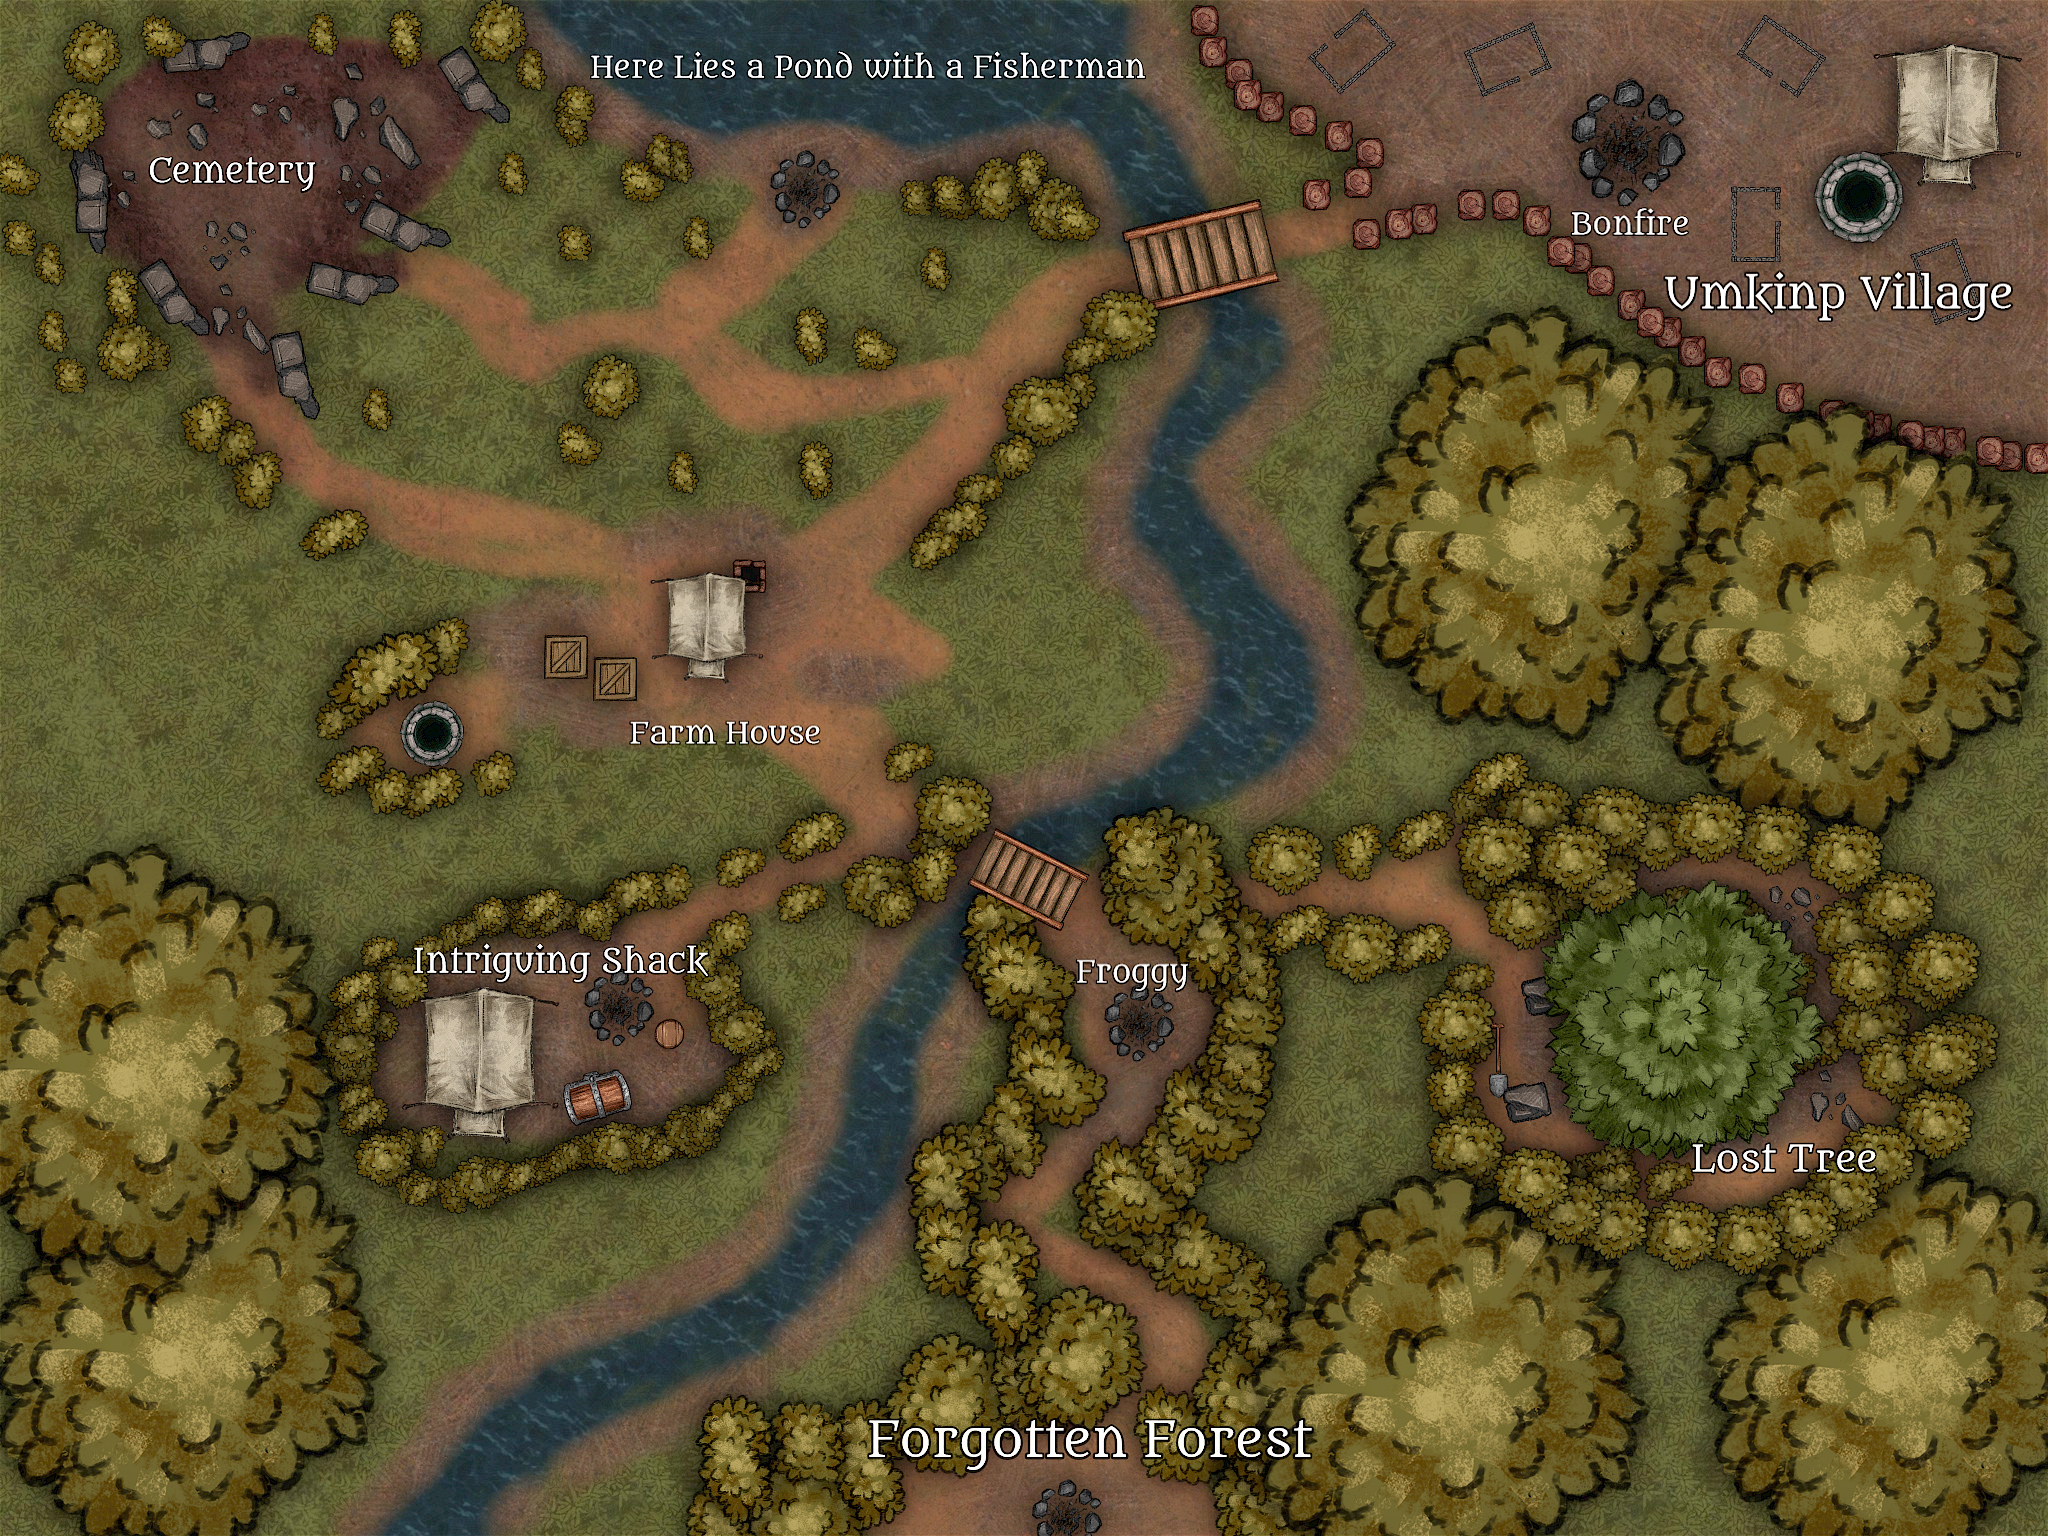 Here Lies a Pond with a Fisherman
Cemetery
Bonfire
Umkinp Village
Farm House
Intriguing Shack
Froggy
Lost Tree
Forgotten Forest